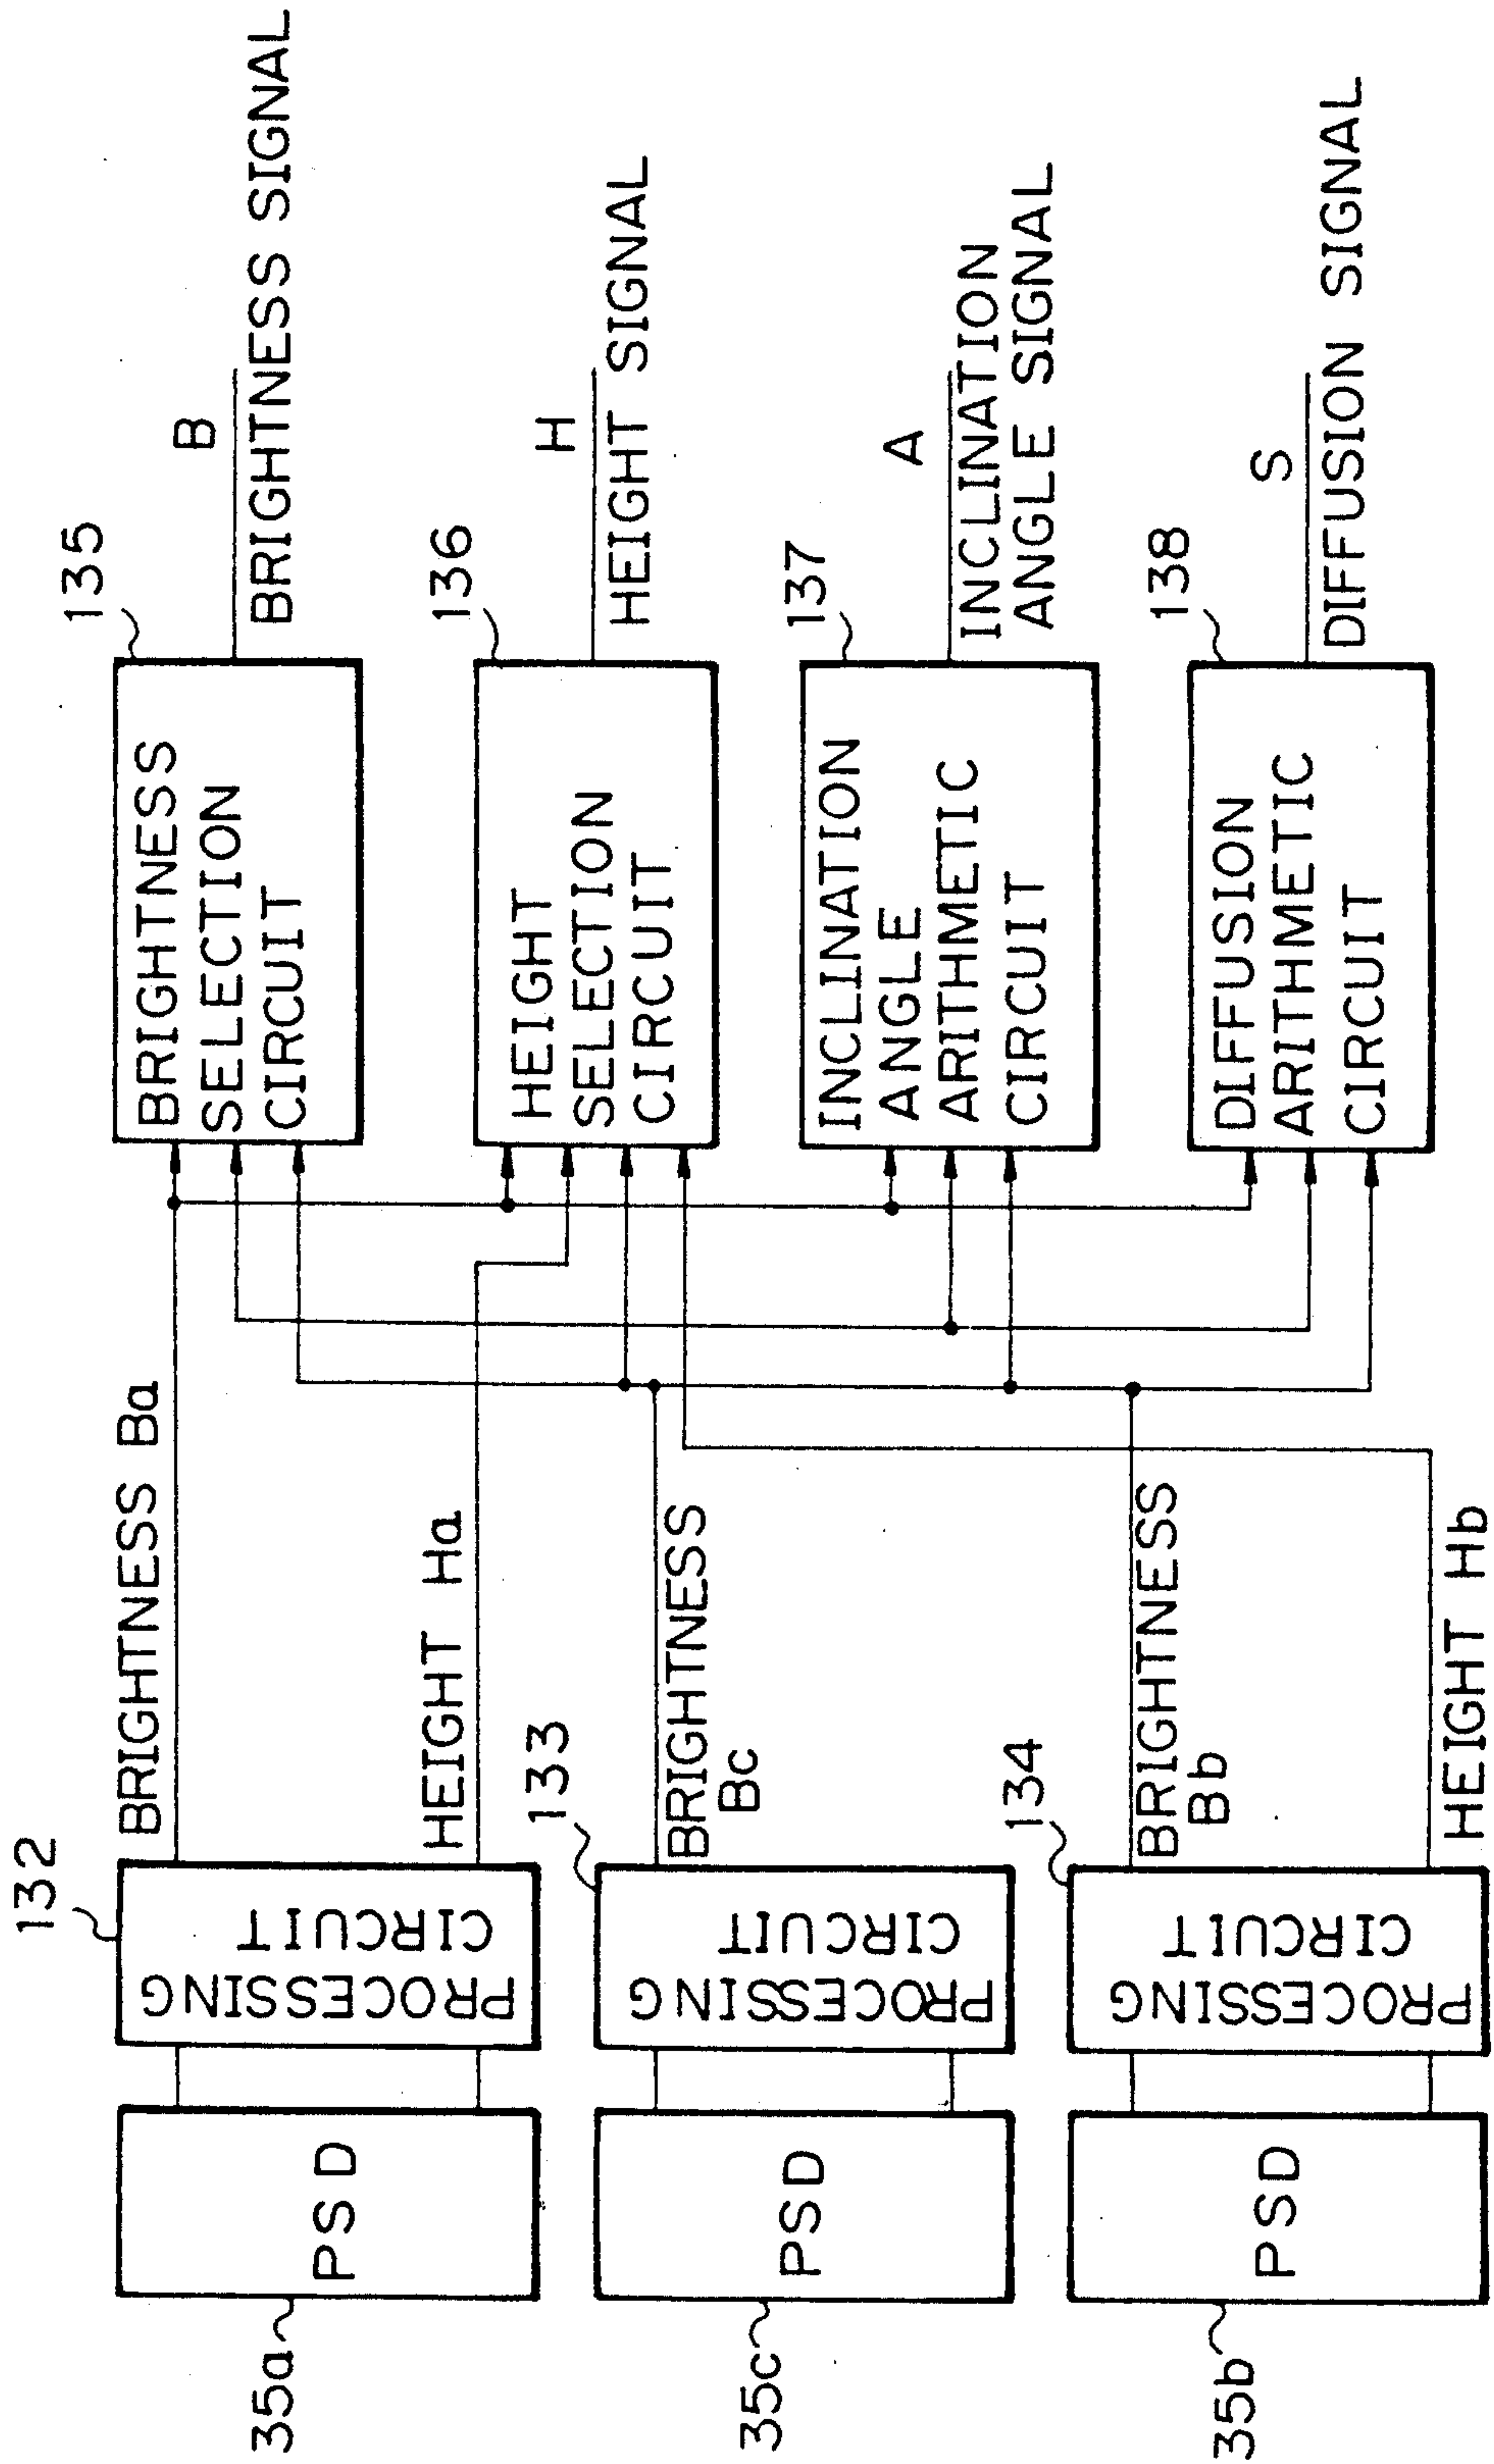 35a
PSD
132
PROCESSING
CIRCUIT
BRIGHTNESS Ba
HEIGHT Ha
135
BRIGHTNESS
SELECTION
CIRCUIT
B
BRIGHTNESS SIGNAL
136
HEIGHT
SELECTION
CIRCUIT
H
HEIGHT SIGNAL
35c
PSD
133
PROCESSING
CIRCUIT
BRIGHTNESS
Bc
137
INCLINATION
ANGLE
ARITHMETIC
CIRCUIT
A
INCLINATION
ANGLE SIGNAL
35b
PSD
134
PROCESSING
CIRCUIT
BRIGHTNESS
Bb
HEIGHT Hb
138
DIFFUSION
ARITHMETIC
CIRCUIT
S
DIFFUSION SIGNAL